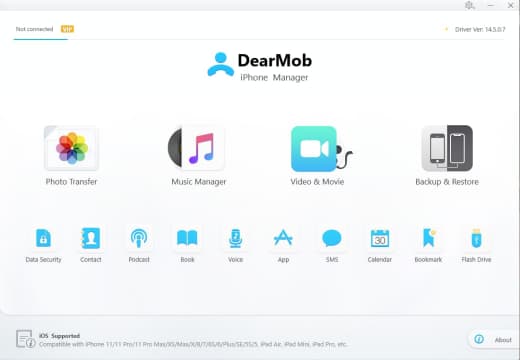 Not connected VIP
Driver Ver: 14.5.0.7
DearMob
iPhone Manager
Photo Transfer
Music Manager
Video & Movie
Backup & Restore
30
Data Security
Contact
Podcast
Book
Voice
App
SMS
Calendar
Bookmark
Flash Drive
iOS Supported
Compatible with iPhone 11/11 Pro/11 Pro Max/XS/Max/X/8/7/6S/6/Plus/SE/5S/5, iPad Air, iPad Mini, iPad Pro, etc.
About